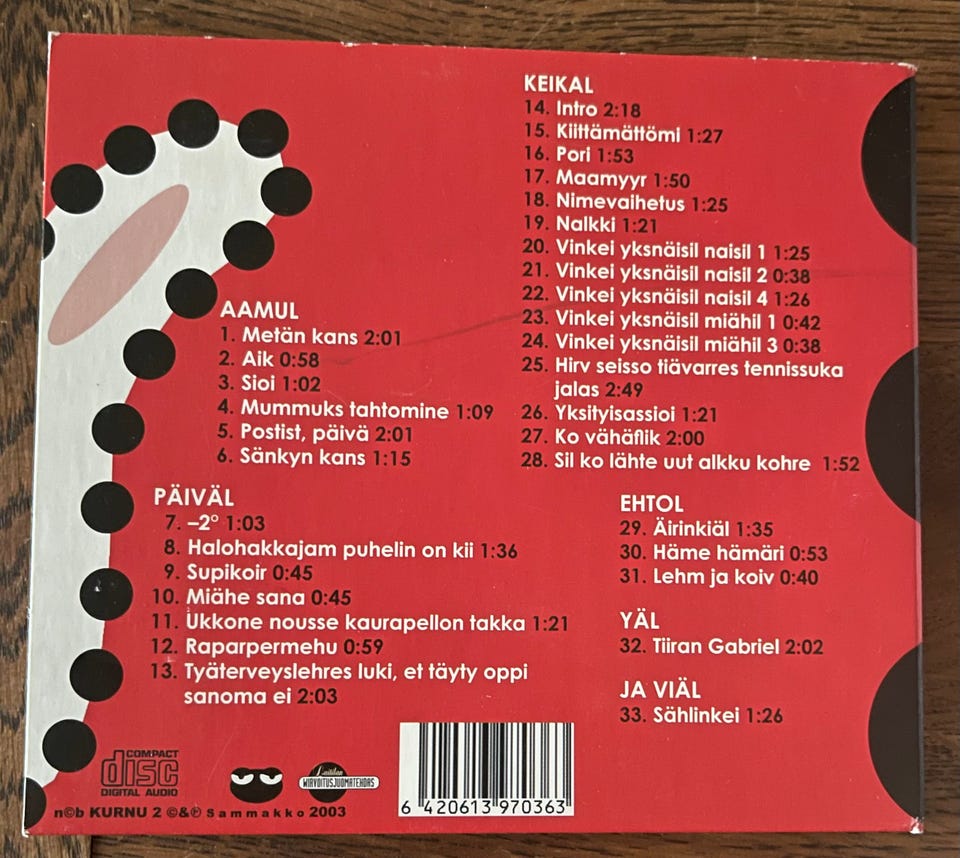 AAMUL
1. Metän kans 2:01
2. Aik 0:58
3. Sioi 1:02
4. Mummuks tahtomine 1:09
5. Postist, päivä 2:01
6. Sänkyn kans 1:15
PÄIVÄL
7. –2° 1:03
8. Halohakkajam puhelin on kii 1:36
9. Supikoir 0:45
10. Miähe sana 0:45
11. Ukkone nousse kaurapellon takka 1:21
12. Raparpermehu 0:59
13. Tyäterveyslehres luki, et täyty oppi
sanoma ei 2:03
KEIKAL
14. Intro 2:18
15. Kiittämättömi 1:27
16. Pori 1:53
17. Maamyyr 1:50
18. Nimevaihetus 1:25
19. Nalkki 1:21
20. Vinkei yksnäisil naisil 1 1:25
21. Vinkei yksnäisil naisil 2 0:38
22. Vinkei yksnäisil naisil 4 1:26
23. Vinkei yksnäisil miähil 1 0:42
24. Vinkei yksnäisil miähil 3 0:38
25. Hirv seisso tiävarres tennissuka
jalas 2:49
26. Yksityisassioi 1:21
27. Ko vähäflik 2:00
28. Sil ko lähte uut alkku kohre 1:52
EHTOL
29. Äirinkiäl 1:35
30. Häme hämäri 0:53
31. Lehm ja koiv 0:40
YÄL
32. Tiiran Gabriel 2:02
JA VIÄL
33. Sählinkei 1:26
COMPACT
disc
DIGITAL AUDIO
Laitilan
WIRVOITUSJUOMATEHDAS
n©b KURNU 2 ©&℗ Sammakko 2003
6 420613 970363